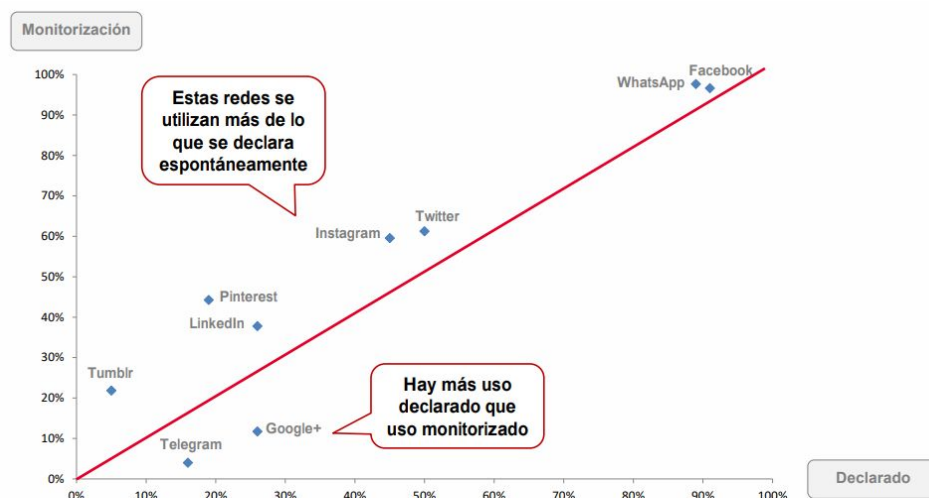 Monitorización
100%
90%
80%
70%
60%
50%
40%
30%
20%
10%
0%
Estas redes se
utilizan más de lo
que se declara
espontáneamente
Facebook
WhatsApp
Twitter
Instagram
Pinterest
LinkedIn
Tumblr
Google+
Telegram
Hay más uso
declarado que
uso monitorizado
0% 10% 20% 30% 40% 50% 60% 70% 80% 90% 100%
Declarado